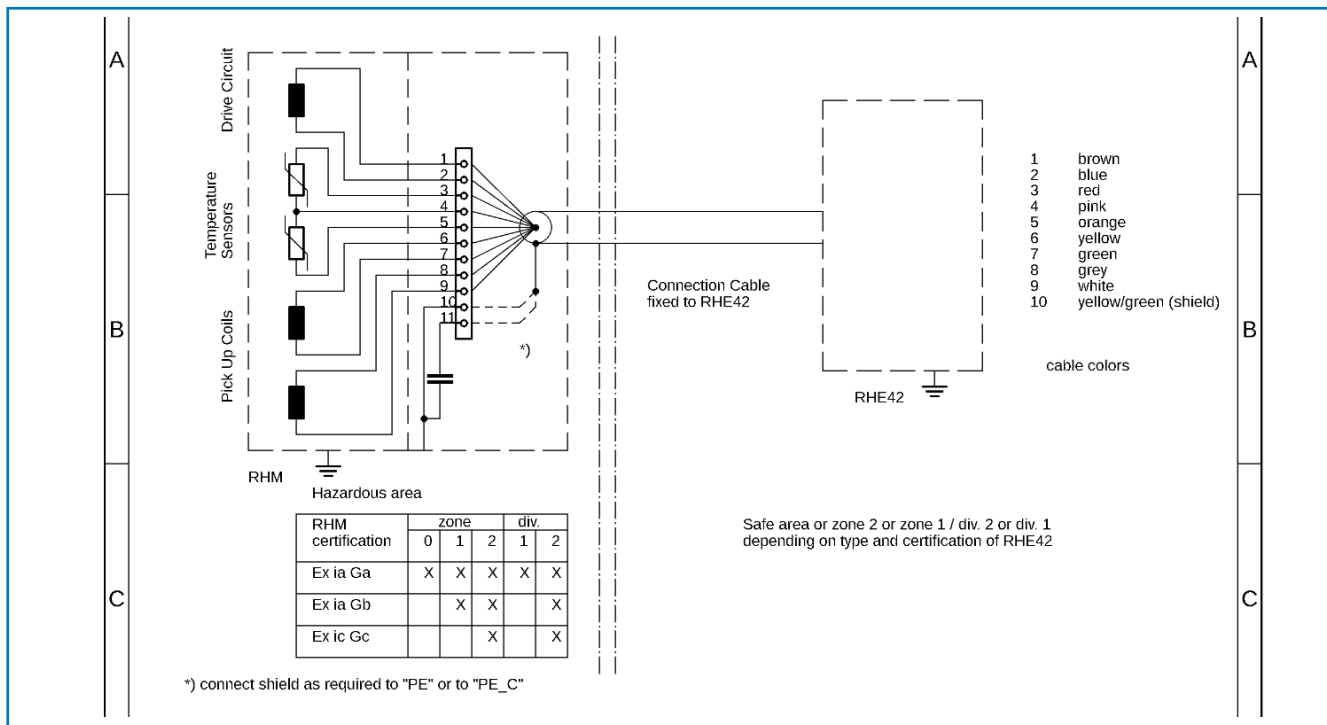 A
A
Drive Circuit
Temperature
Sensors
Pick Up Coils
1
2
3
4
5
6
7
8
9
10
11
*)
B
B
Connection Cable
fixed to RHE42
RHE42
1 brown
2 blue
3 red
4 pink
5 orange
6 yellow
7 green
8 grey
9 white
10 yellow/green (shield)
cable colors
RHM
Hazardous area
RHM certification zone div.
0 1 2 1 2
Ex ia Ga X X X X X
Ex ia Gb X X X
Ex ic Gc X X
Safe area or zone 2 or zone 1 / div. 2 or div. 1
depending on type and certification of RHE42
C
C
*) connect shield as required to "PE" or to "PE_C"